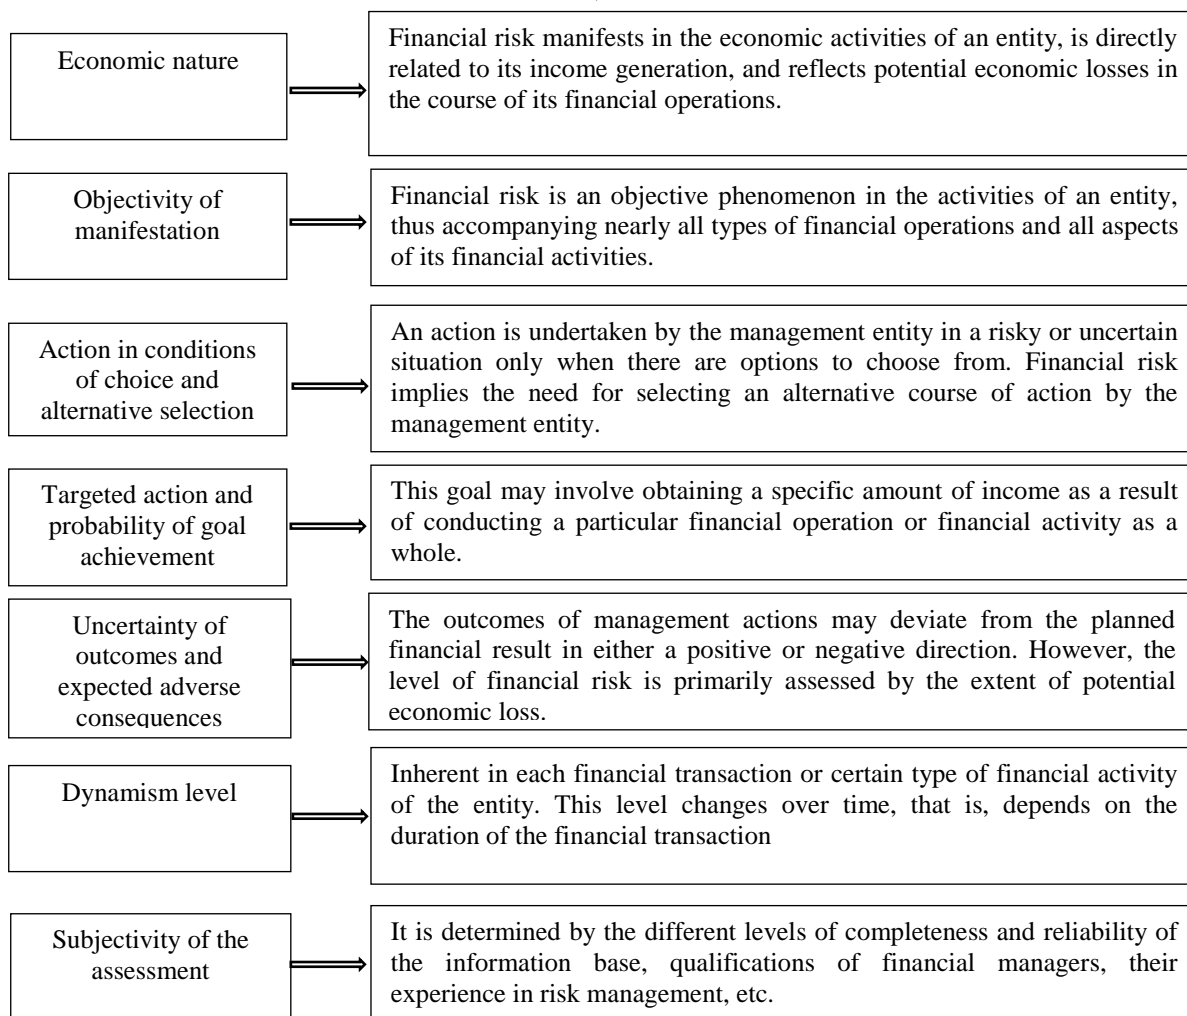 Economic nature
Financial risk manifests in the economic activities of an entity, is directly
related to its income generation, and reflects potential economic losses in
the course of its financial operations.
Objectivity of
manifestation
Financial risk is an objective phenomenon in the activities of an entity,
thus accompanying nearly all types of financial operations and all aspects
of its financial activities.
Action in conditions
of choice and
alternative selection
An action is undertaken by the management entity in a risky or uncertain
situation only when there are options to choose from. Financial risk
implies the need for selecting an alternative course of action by the
management entity.
Targeted action and
probability of goal
achievement
This goal may involve obtaining a specific amount of income as a result
of conducting a particular financial operation or financial activity as a
whole.
Uncertainty of
outcomes and
expected adverse
consequences
The outcomes of management actions may deviate from the planned
financial result in either a positive or negative direction. However, the
level of financial risk is primarily assessed by the extent of potential
economic loss.
Dynamism level
Inherent in each financial transaction or certain type of financial activity
of the entity. This level changes over time, that is, depends on the
duration of the financial transaction
Subjectivity of the
assessment
It is determined by the different levels of completeness and reliability of
the information base, qualifications of financial managers, their
experience in risk management, etc.